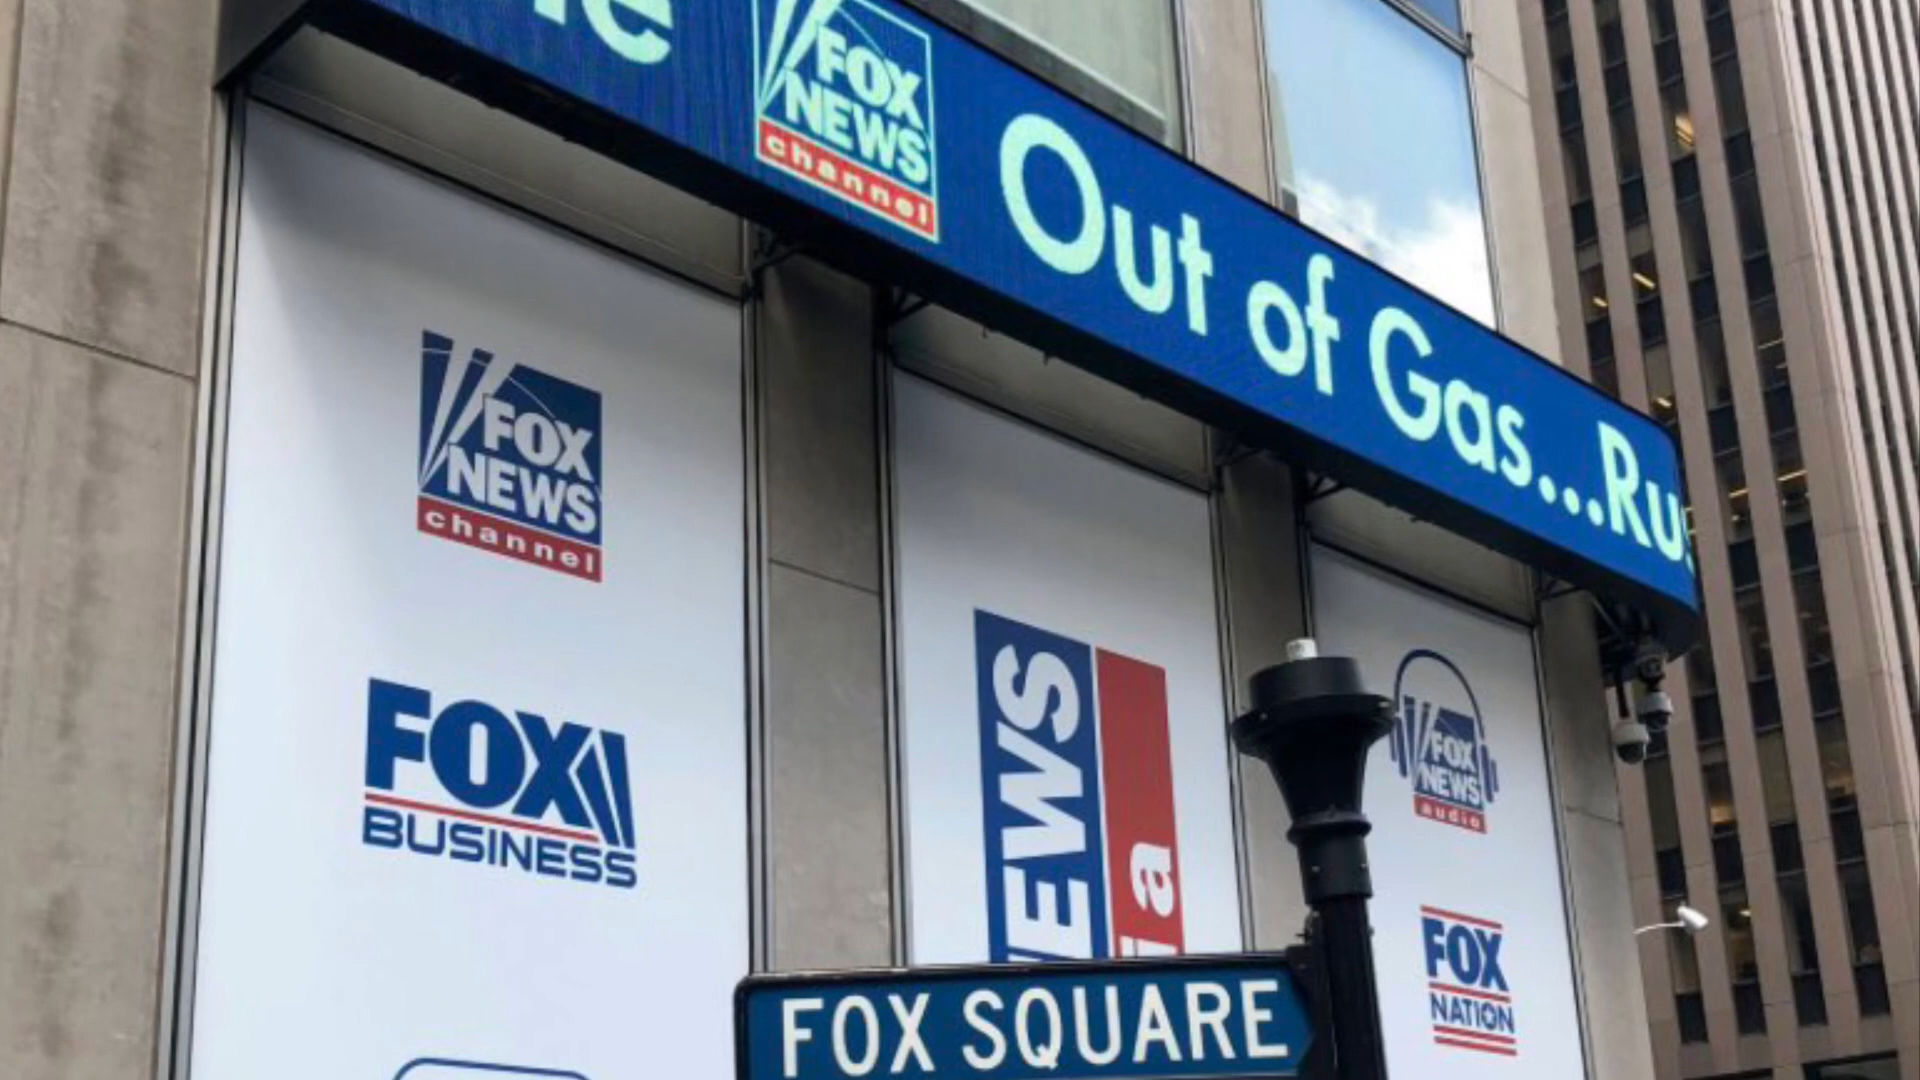 FOX
NEWS
channel
Out of Gas...Ru
FOX
NEWS
channel
FOX
BUSINESS
NEWS
FOX
NEWS
audio
FOX
NATION
FOX SQUARE